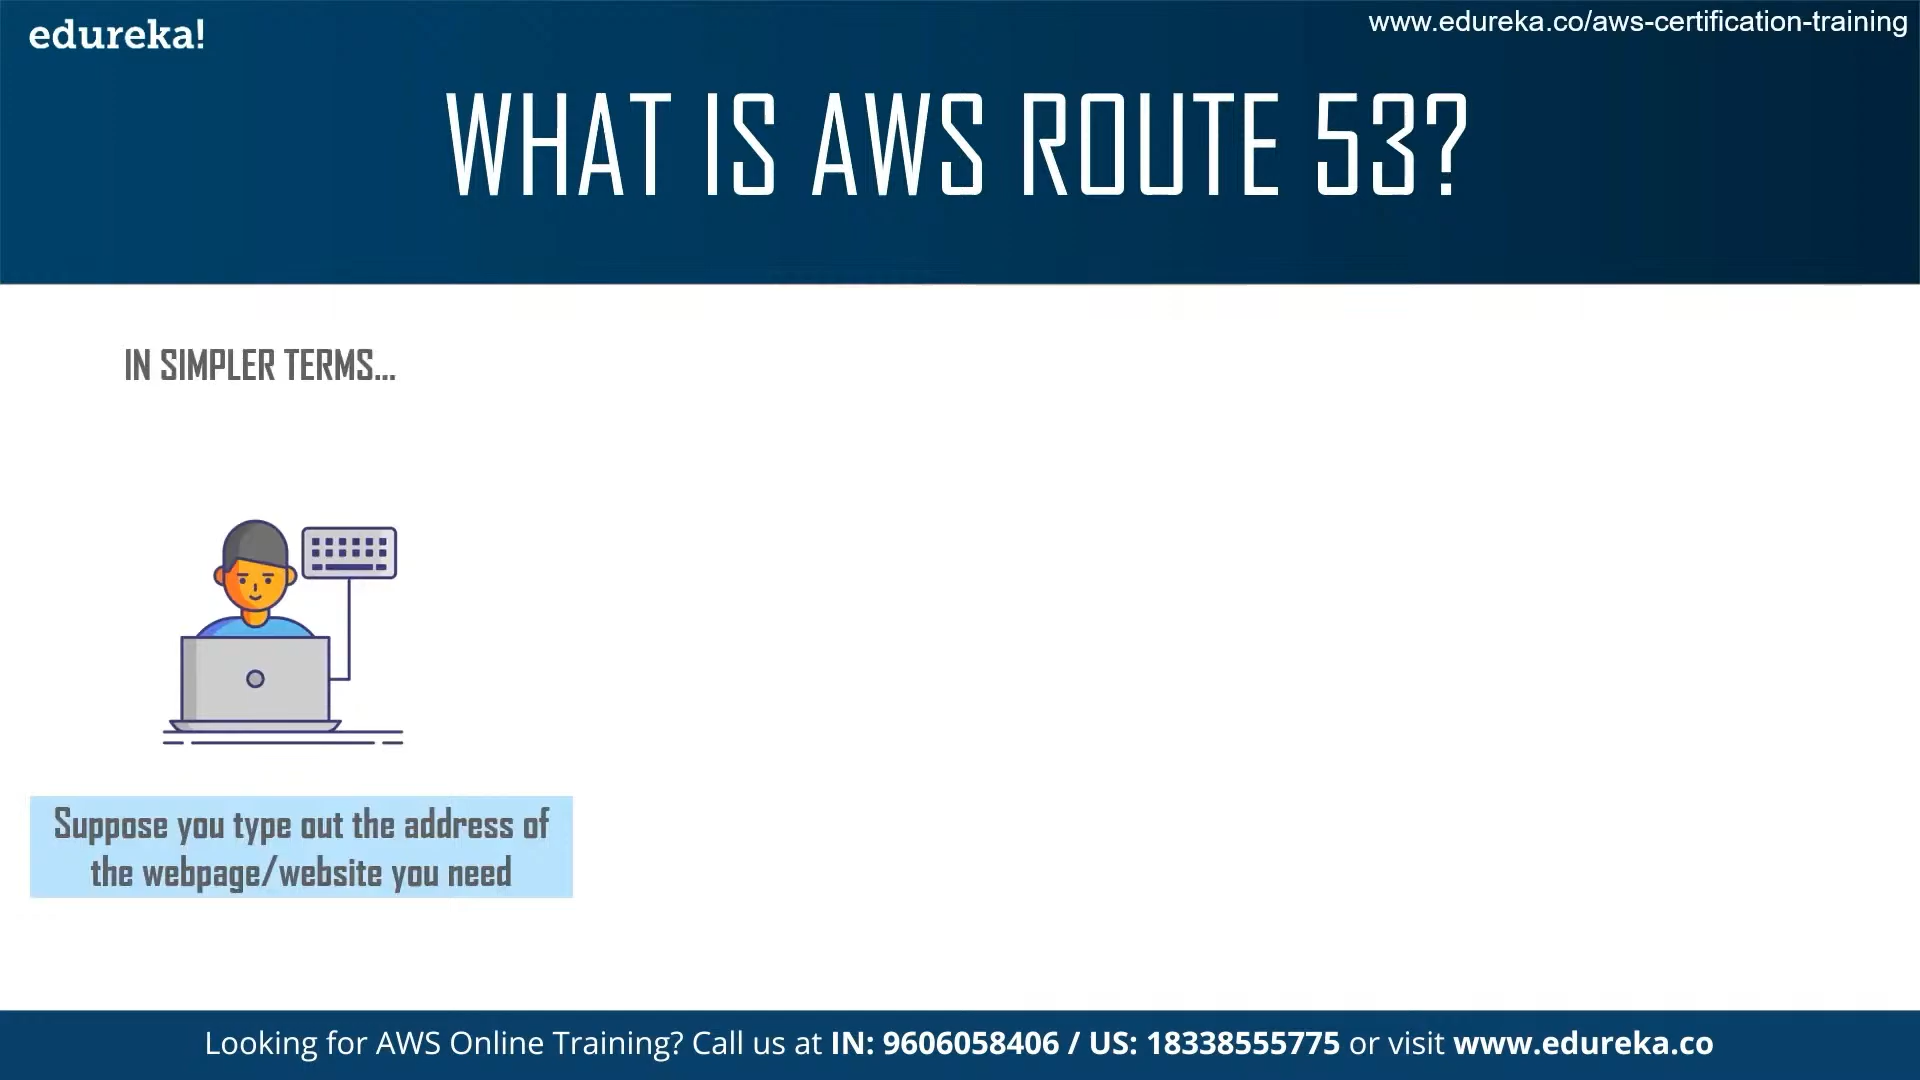 edureka!
www.edureka.co/aws-certification-training
WHAT IS AWS ROUTE 53?
IN SIMPLER TERMS...
Suppose you type out the address of
the webpage/website you need
Looking for AWS Online Training? Call us at IN: 9606058406 / US: 18338555775 or visit www.edureka.co